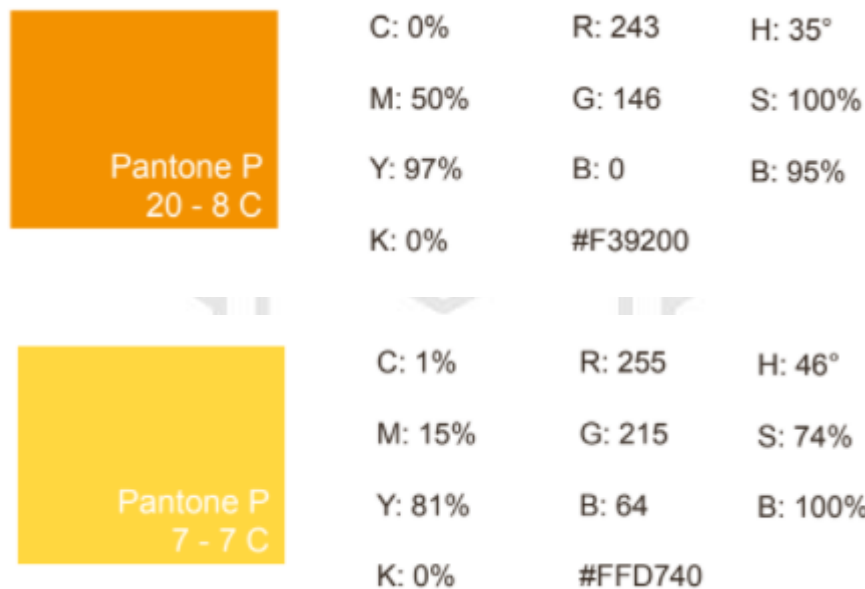 C: 0% R: 243 H: 35°
M: 50% G: 146 S: 100%
Pantone P
Y: 97% B: 0 B: 95%
20 - 8 C
K: 0% #F39200
C: 1% R: 255 H: 46°
M: 15% G: 215 S: 74%
Pantone P
Y: 81% B: 64 B: 100%
7 - 7 C
K: 0% #FFD740